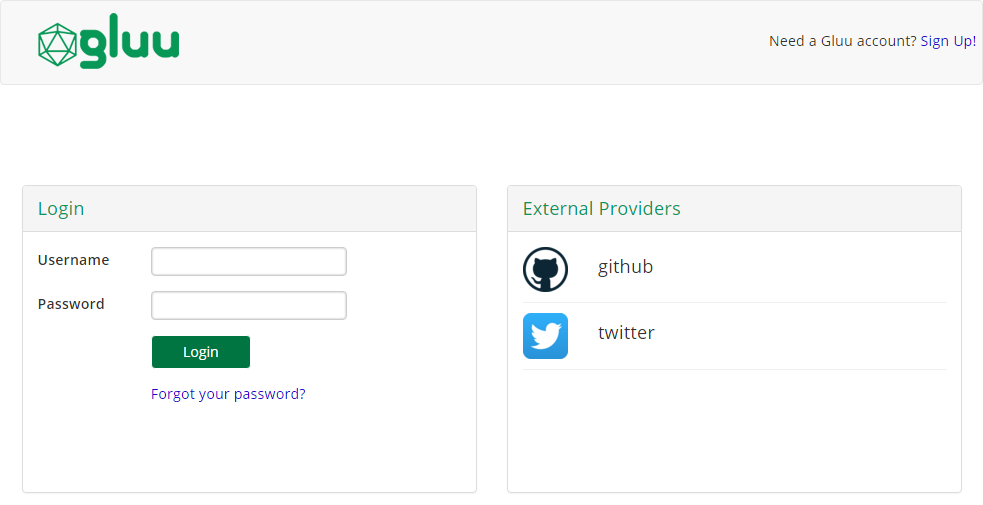 gluu
Need a Gluu account? Sign Up!
Login
Username
Password
Login
Forgot your password?
External Providers
github
twitter